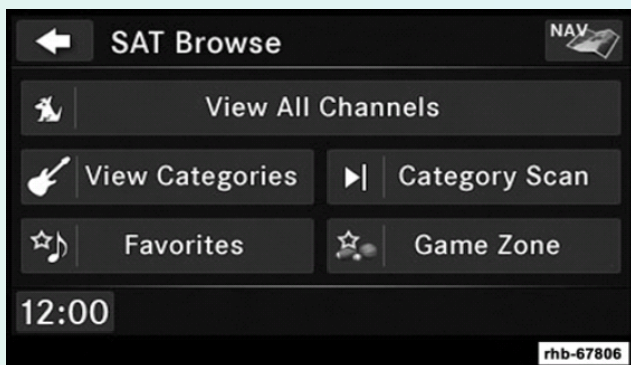 SAT Browse
NAV
View All Channels
View Categories
Category Scan
Favorites
Game Zone
12:00
rhb-67806